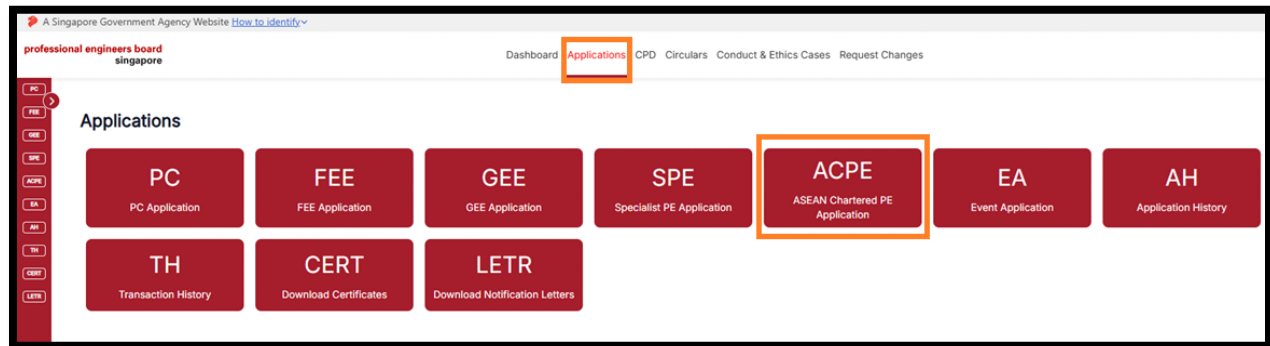 A Singapore Government Agency Website How to identify
professional engineers board
singapore
Dashboard Applications CPD Circulars Conduct & Ethics Cases Request Changes
PC
FEE
GEE
SPE
ACPE
EA
AH
TH
CERT
LETR
Applications
PC
PC Application
FEE
FEE Application
GEE
GEE Application
SPE
Specialist PE Application
ACPE
ASEAN Chartered PE
Application
EA
Event Application
AH
Application History
TH
Transaction History
CERT
Download Certificates
LETR
Download Notification Letters